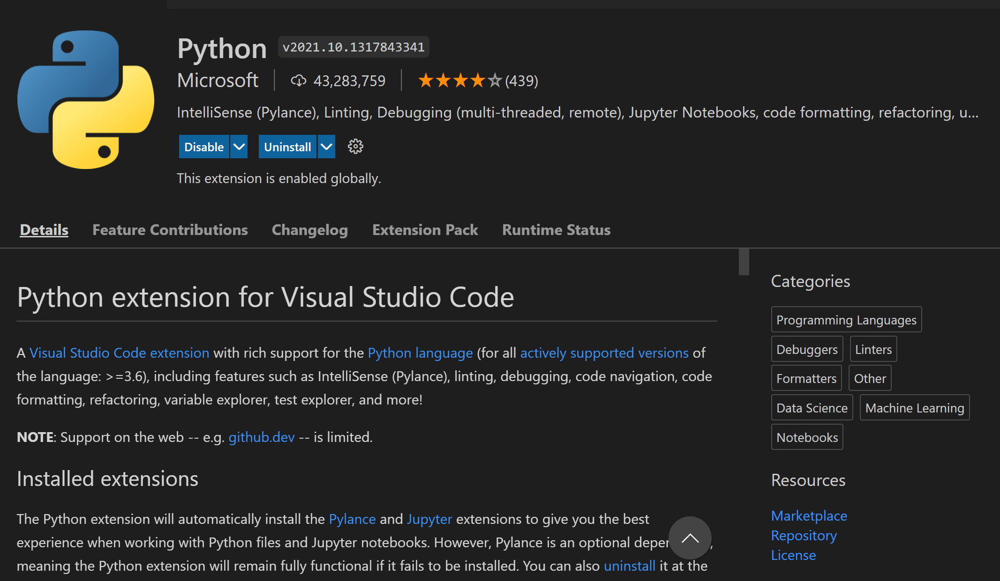 Python v2021.10.1317843341
Microsoft 43,283,759 (439)
IntelliSense (Pylance), Linting, Debugging (multi-threaded, remote), Jupyter Notebooks, code formatting, refactoring, u...
Disable Uninstall
This extension is enabled globally.
Details Feature Contributions Changelog Extension Pack Runtime Status
Python extension for Visual Studio Code
A Visual Studio Code extension with rich support for the Python language (for all actively supported versions of
the language: >=3.6), including features such as IntelliSense (Pylance), linting, debugging, code navigation, code
formatting, refactoring, variable explorer, test explorer, and more!
NOTE: Support on the web -- e.g. github.dev -- is limited.
Installed extensions
The Python extension will automatically install the Pylance and Jupyter extensions to give you the best
experience when working with Python files and Jupyter notebooks. However, Pylance is an optional
meaning the Python extension will remain fully functional if it fails to be installed. You can also uninstall it at the
Categories
Programming Languages
Debuggers Linters
Formatters Other
Data Science Machine Learning
Notebooks
Resources
Marketplace
Repository
License